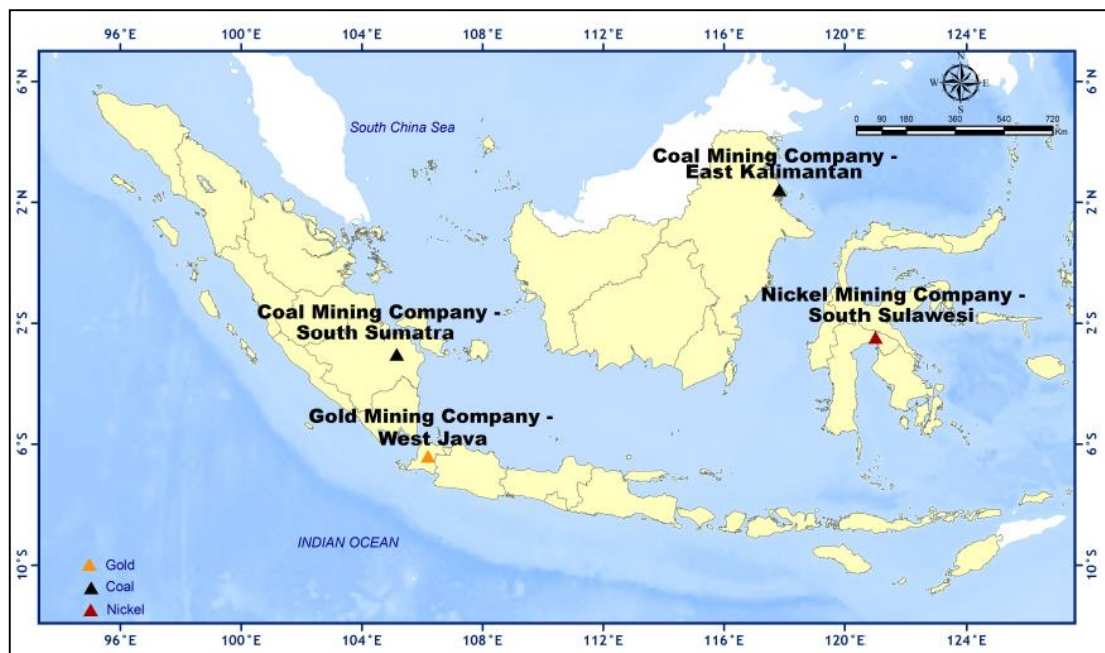 96°E 100°E 104°E 108°E 112°E 116°E 120°E 124°E
6°N 6°N
N
W E
S
South China Sea
0 90 180 360 540 720
Km
Coal Mining Company -
East Kalimantan
2°N 2°N
Nickel Mining Company -
South Sulawesi
Coal Mining Company -
South Sumatra
2°S 2°S
Gold Mining Company -
West Java
6°S 6°S
INDIAN OCEAN
10°S 10°S
Gold
Coal
Nickel
96°E 100°E 104°E 108°E 112°E 116°E 120°E 124°E